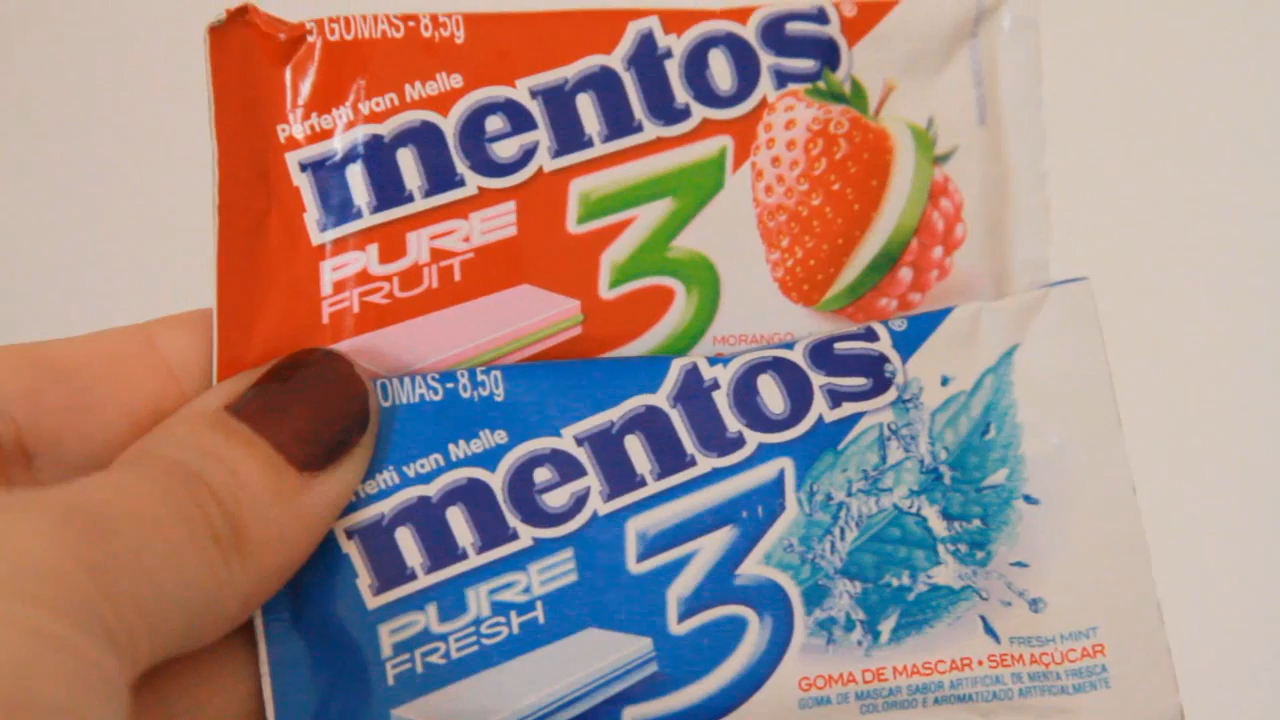 5 GOMAS - 8,5g
Perfetti van Melle
mentos®
PURE
FRUIT
3
MORANGO
OMAS - 8,5g
fetti van Melle
mentos®
PURE
FRESH
3
FRESH MINT
GOMA DE MASCAR • SEM AÇÚCAR
GOMA DE MASCAR SABOR ARTIFICIAL DE MENTA FRESCA
COLORIDO E AROMATIZADO ARTIFICIALMENTE